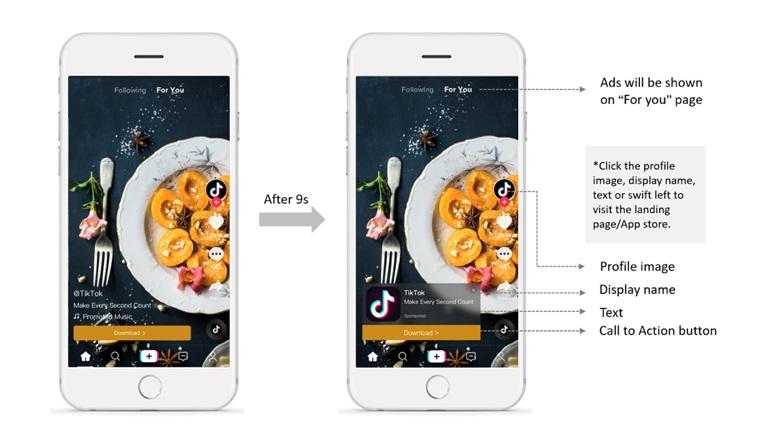 Following
For You
@TikTok
Make Every Second Count
Promoted Music
Download >
After 9s
Following
For You
TikTok
Make Every Second Count
Sponsored
Download >
Ads will be shown
on “For you” page
*Click the profile
image, display name,
text or swift left to
visit the landing
page/App store.
Profile image
Display name
Text
Call to Action button